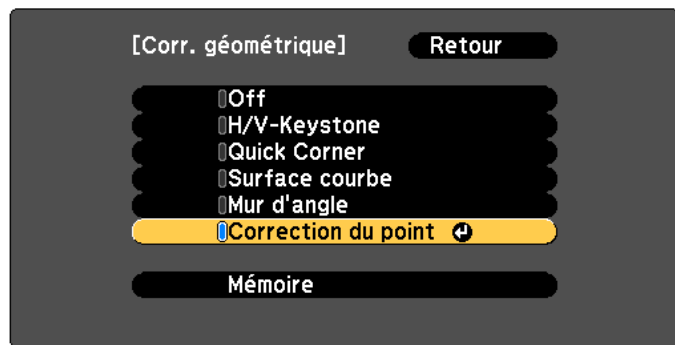 [Corr. géométrique] Retour
Off
H/V-Keystone
Quick Corner
Surface courbe
Mur d'angle
Correction du point
Mémoire